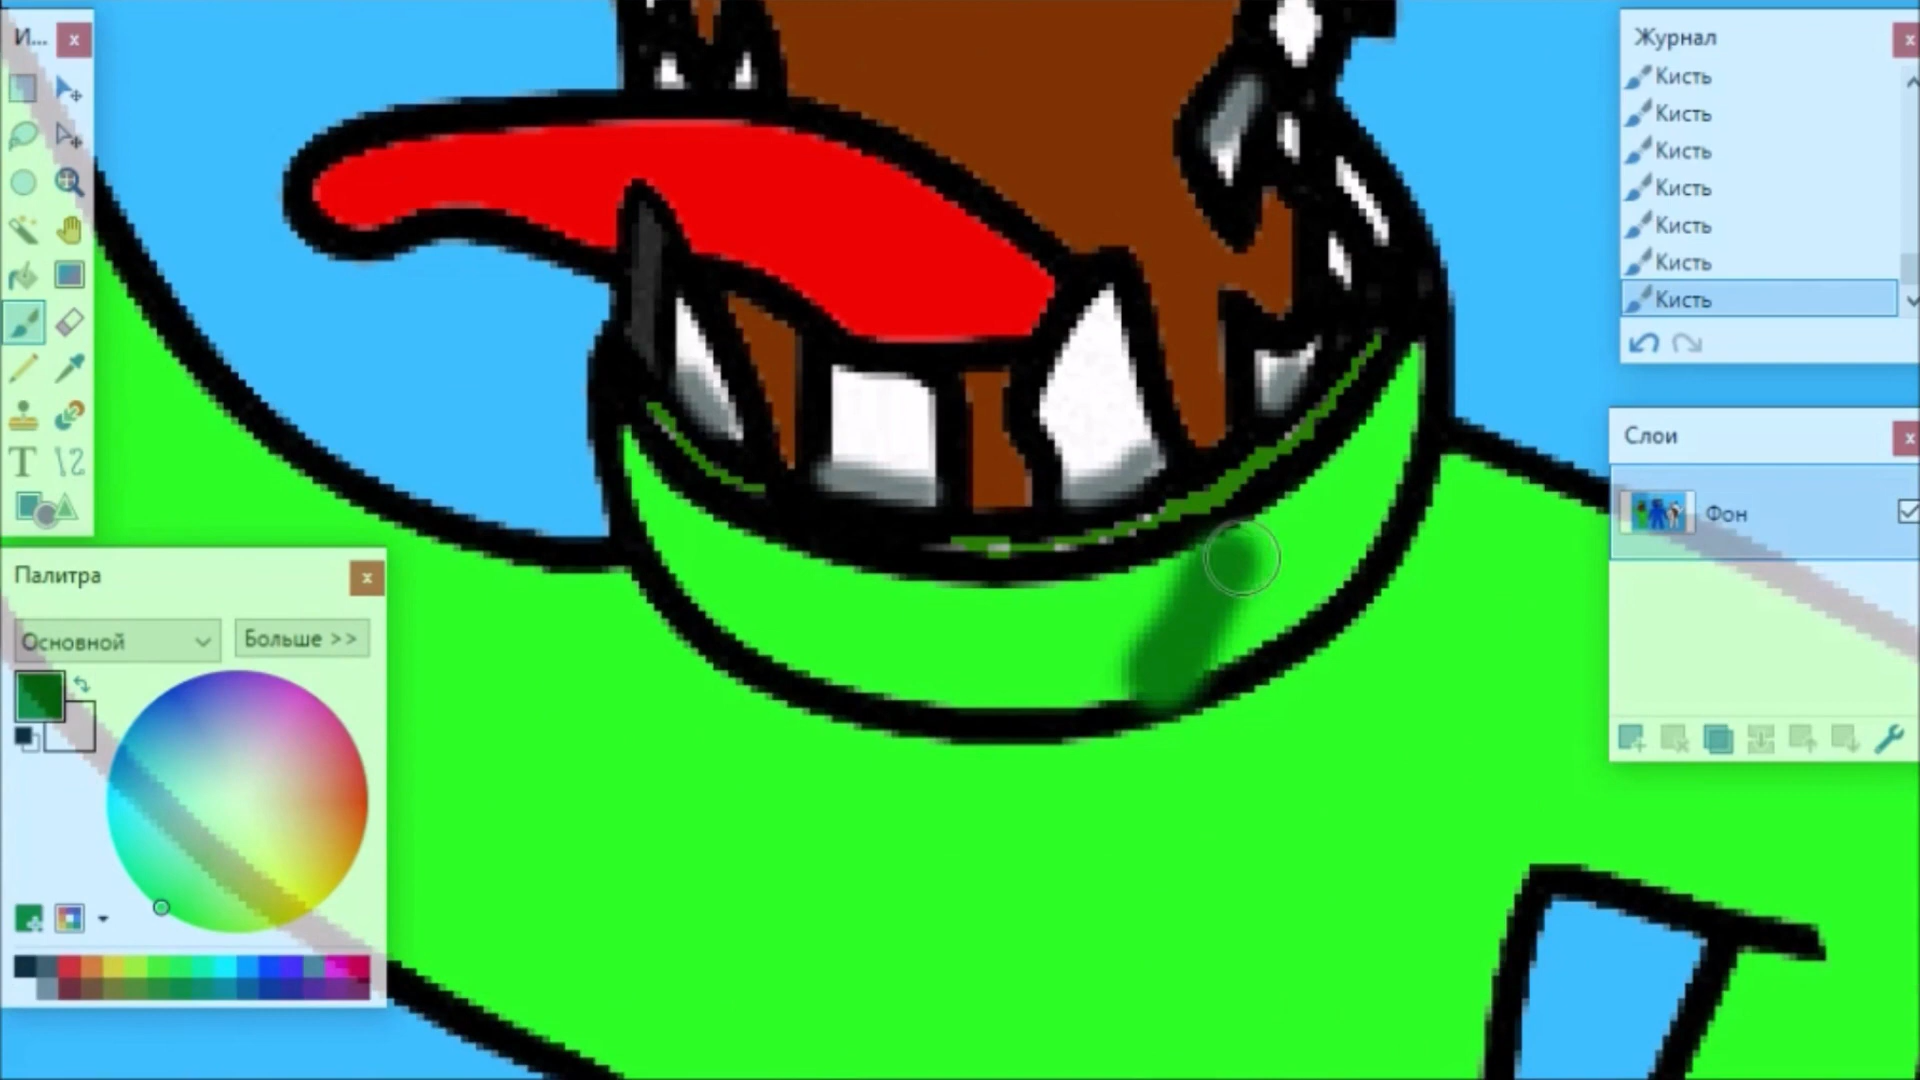 И...
Журнал
Кисть
Кисть
Кисть
Кисть
Кисть
Кисть
Кисть
Слои
Фон
Палитра
Основной
Больше >>